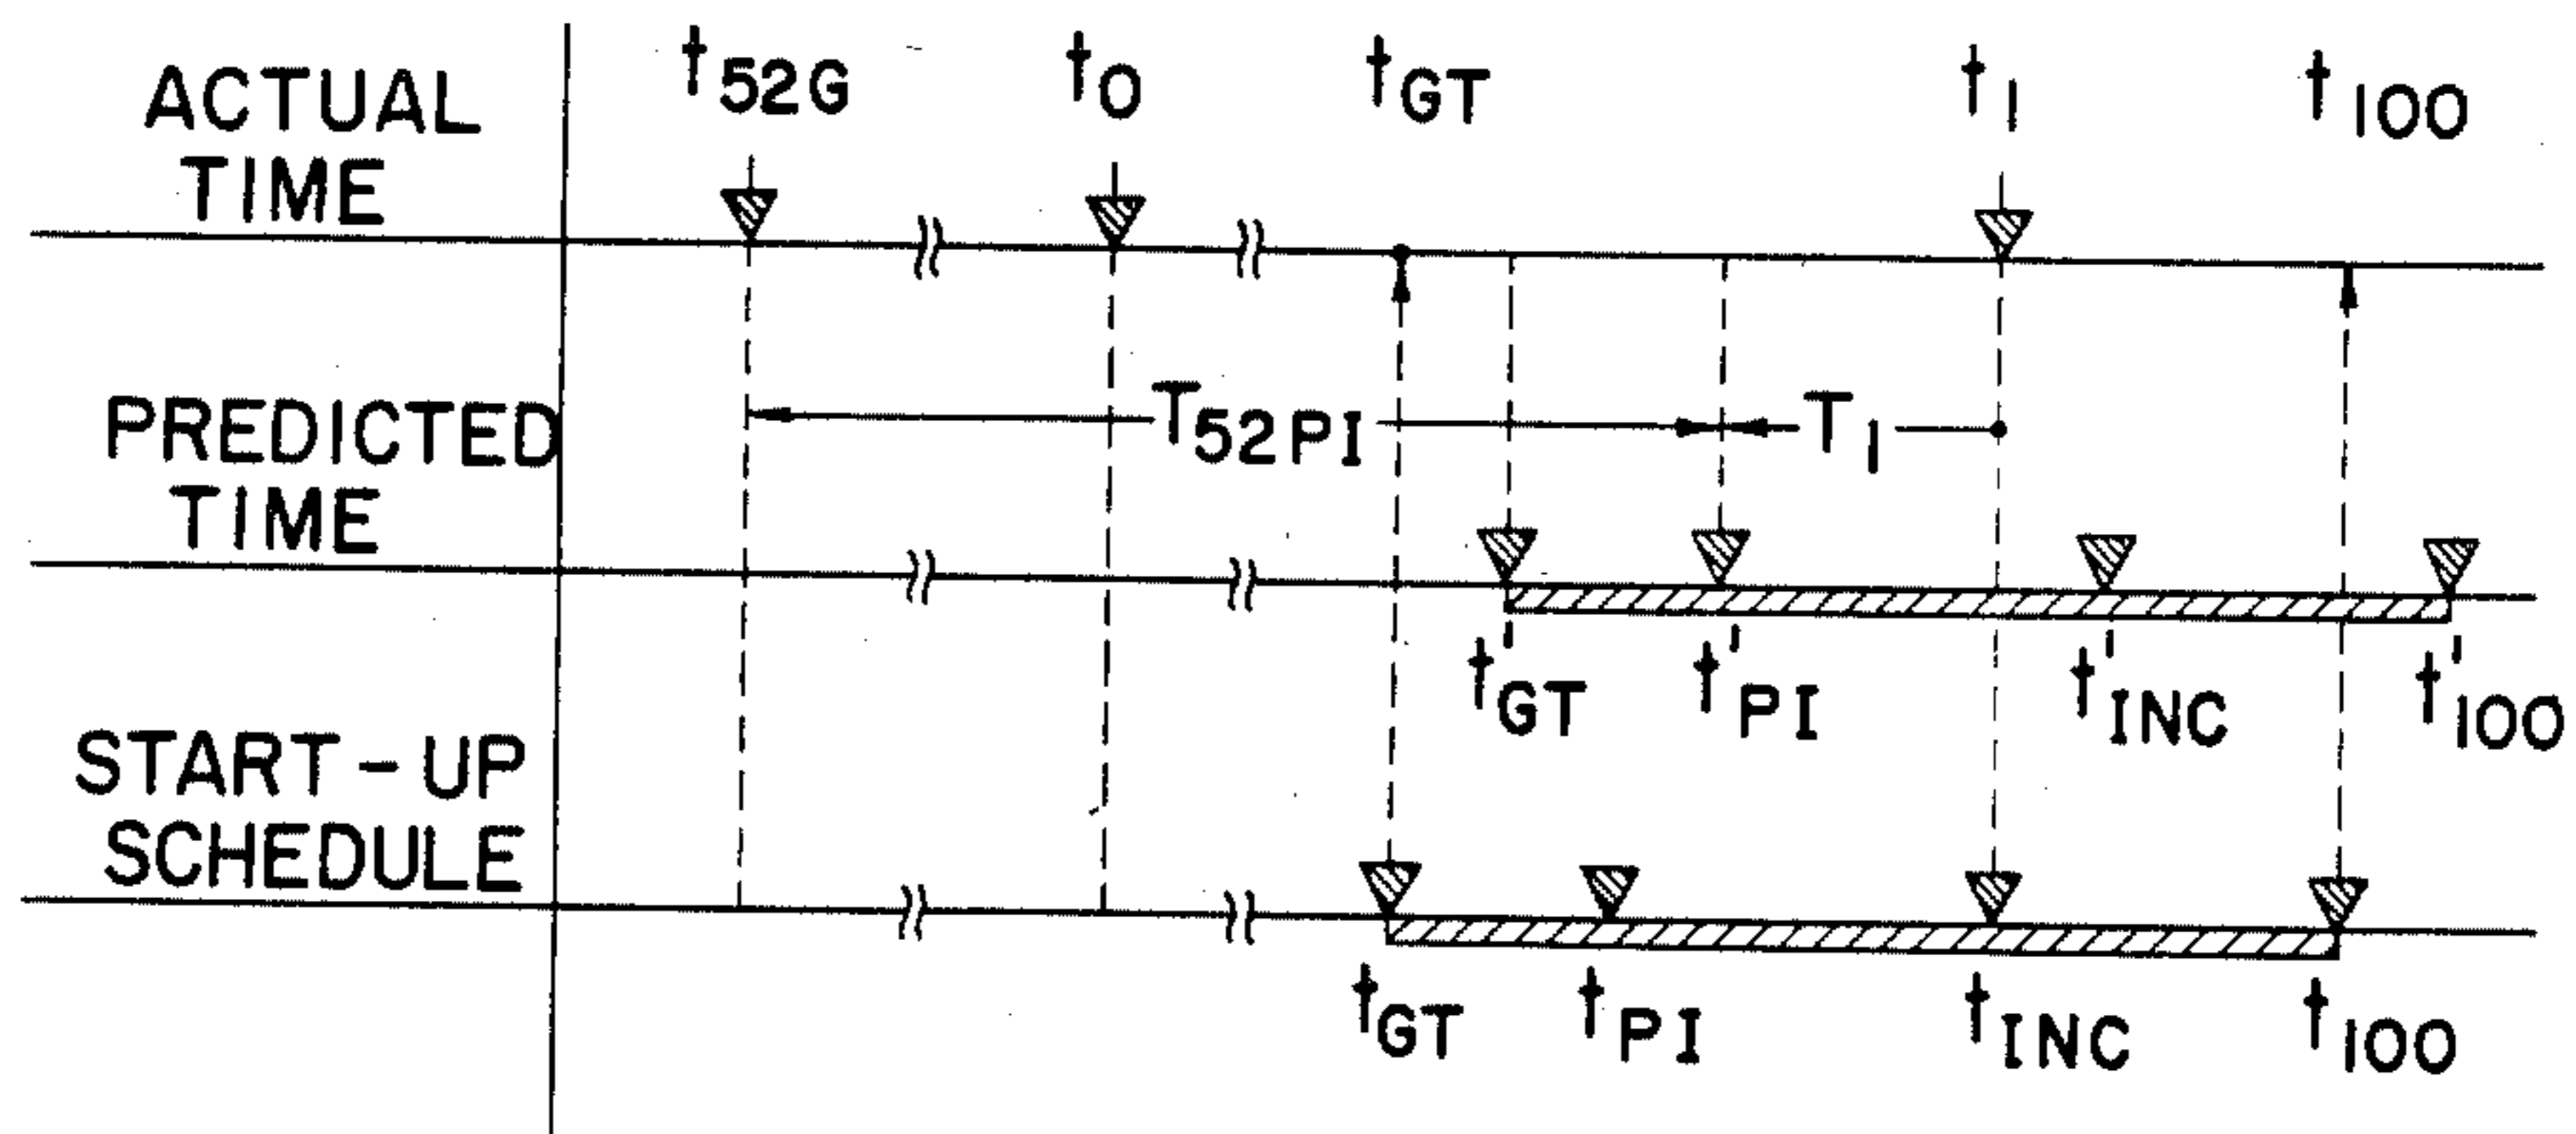 ACTUAL TIME
t52G t0 tGT t1 t100
PREDICTED TIME
T52PI T1
t'GT t'PI t'INC t'100
START-UP SCHEDULE
tGT tPI tINC t100